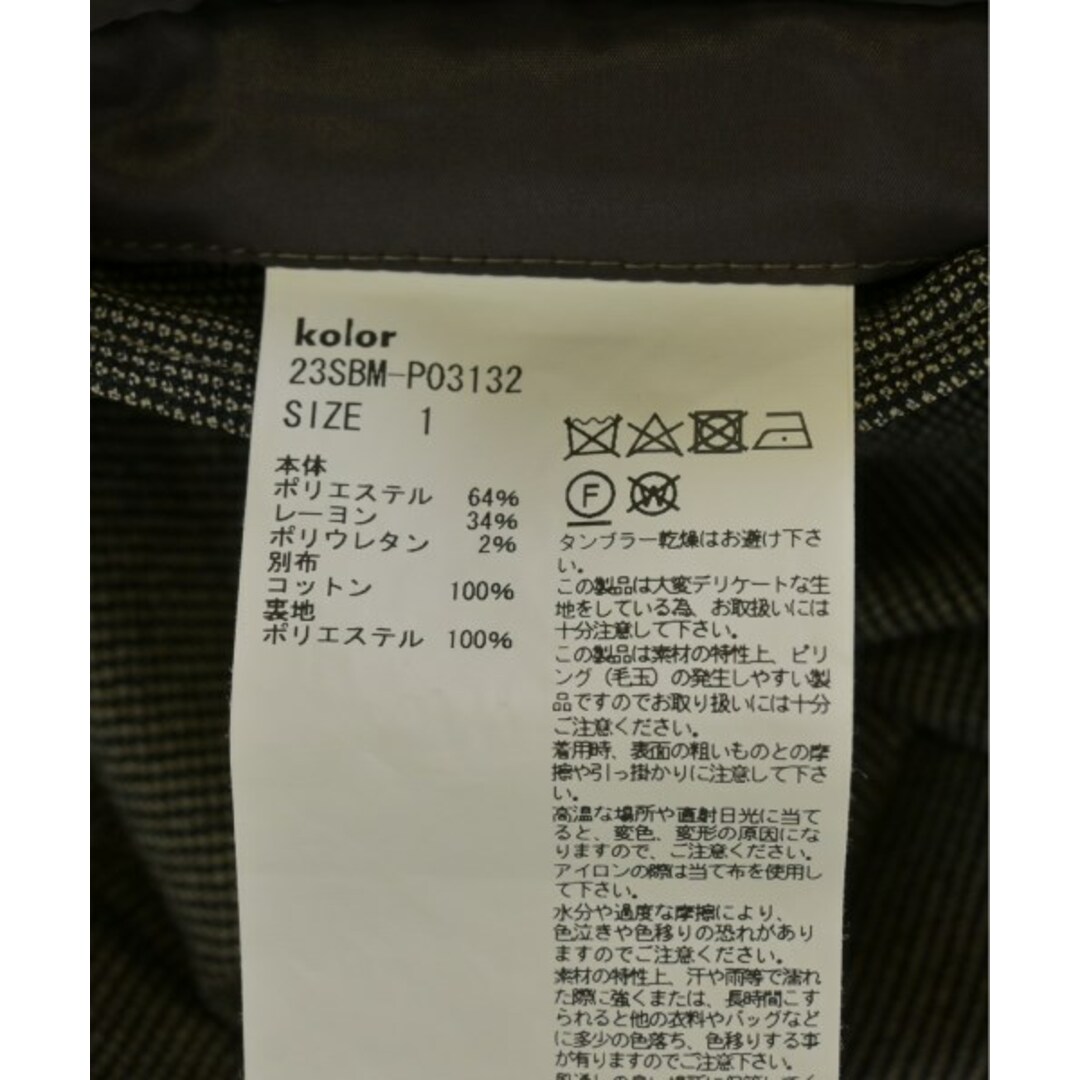 kolor
23SBM-P03132
SIZE 1
本体
ポリエステル 64%
レーヨン 34%
ポリウレタン 2%
別布
コットン 100%
裏地
ポリエステル 100%
F
W
タンブラー乾燥はお避け下さ
い。
この製品は大変デリケートな生
地をしている為、お取扱いには
十分注意して下さい。
この製品は素材の特性上、ピリ
ング(毛玉)の発生しやすい製
品ですのでお取り扱いには十分
ご注意ください。
着用時、表面の粗いものとの摩
擦や引っ掛かりに注意して下さ
い。
高温な場所や直射日光に当て
ると、変色、変形の原因にな
りますので、ご注意ください。
アイロンの際は当て布を使用し
て下さい。
水分や過度な摩擦により、
色泣きや色移りの恐れがあり
ますのでご注意ください。
素材の特性上、汗や雨等で濡れ
た際に強くまたは、長時間こす
られると他の衣料やバッグなど
に多少の色落ち、色移りする事
が有りますのでご注意下さい。